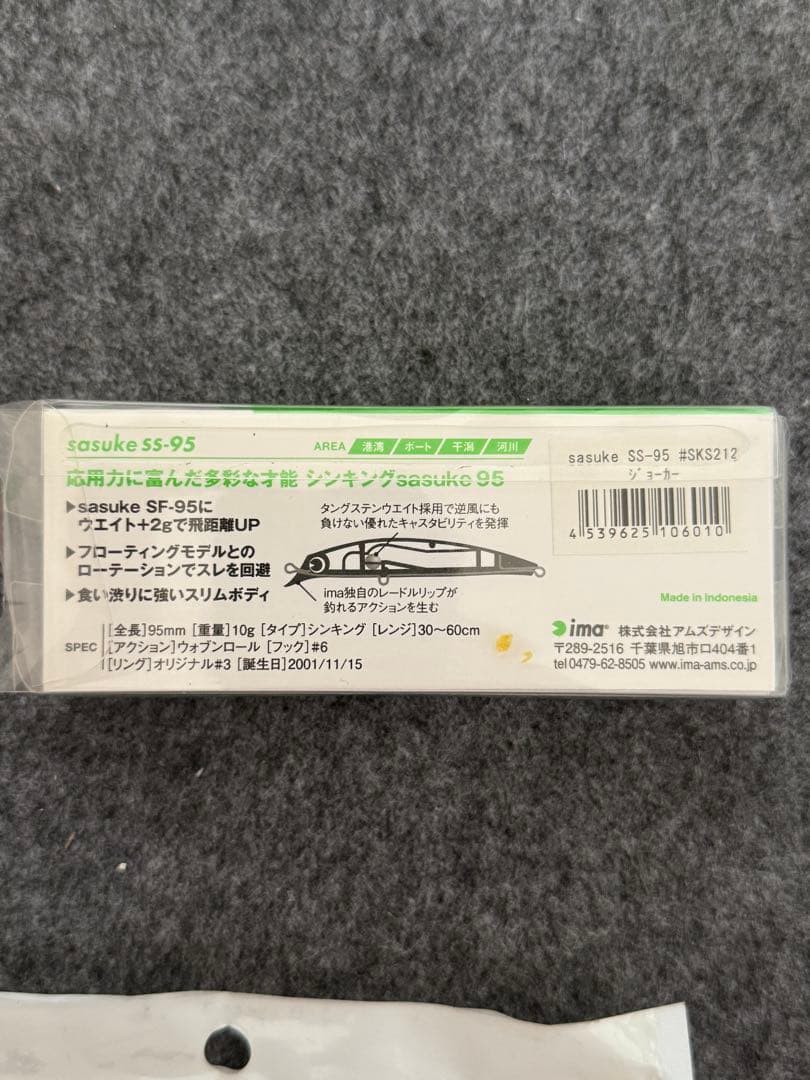 sasuke SS-95
AREA 港湾 ボート 干潟 河川
応用力に富んだ多彩な才能 シンキングsasuke 95
▶sasuke SF-95に
ウエイト+2gで飛距離UP
▶フローティングモデルとの
ローテーションでスレを回避
▶食い渋りに強いスリムボディ
タングステンウエイト採用で逆風にも
負けない優れたキャスタビリティを発揮
ima独自のレードルリップが
釣れるアクションを生む
SPEC
[全長]95mm [重量]10g [タイプ]シンキング [レンジ]30〜60cm
[アクション]ウォブンロール [フック]#6
[リング]オリジナル#3 [誕生日]2001/11/15
sasuke SS-95 #SKS212
ジョーカー
4 539625 106010
Made in Indonesia
ima® 株式会社アムズデザイン
〒289-2516 千葉県旭市ロ404番1
tel 0479-62-8505 www.ima-ams.co.jp